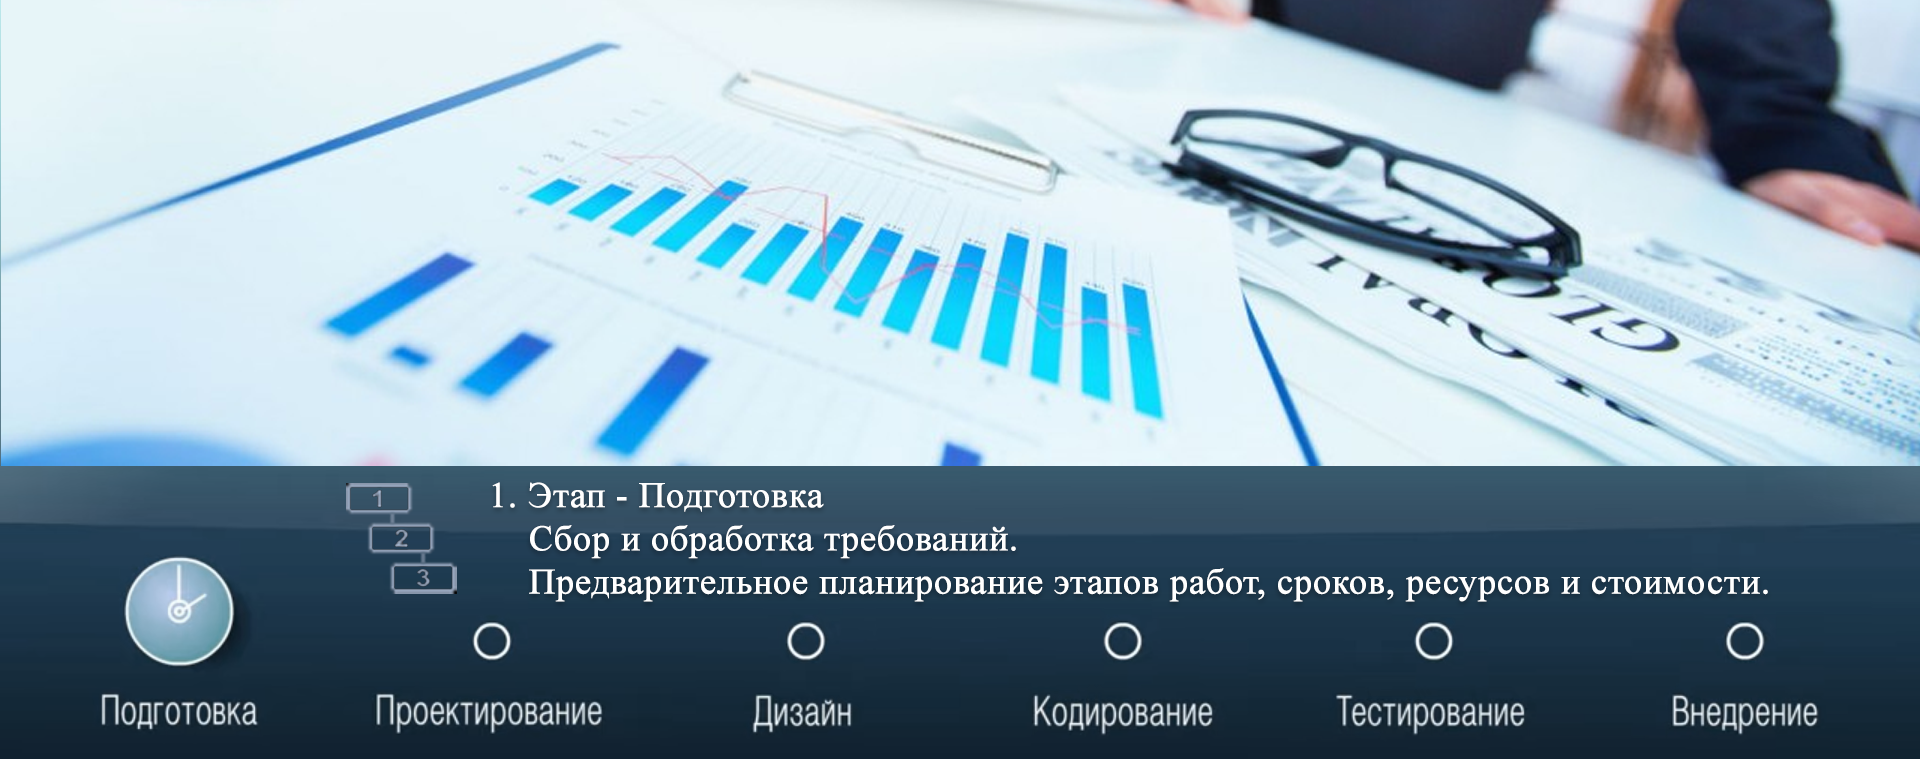 GLOBAL
1
2
3
1. Этап - Подготовка
Сбор и обработка требований.
Предварительное планирование этапов работ, сроков, ресурсов и стоимости.
Подготовка
Проектирование
Дизайн
Кодирование
Тестирование
Внедрение